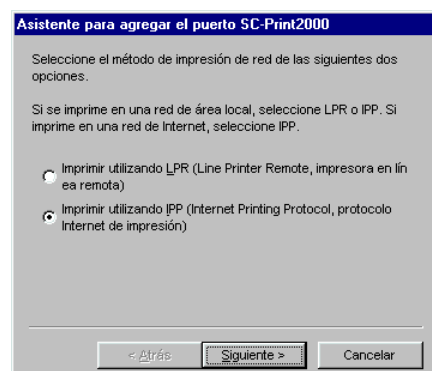 Asistente para agregar el puerto SC-Print2000
Seleccione el método de impresión de red de las siguientes dos
opciones.
Si se imprime en una red de área local, seleccione LPR o IPP. Si
imprime en una red de Internet, seleccione IPP.
Imprimir utilizando LPR (Line Printer Remote, impresora en lín
ea remota)
Imprimir utilizando IPP (Internet Printing Protocol, protocolo
Internet de impresión)
< Atrás Siguiente > Cancelar